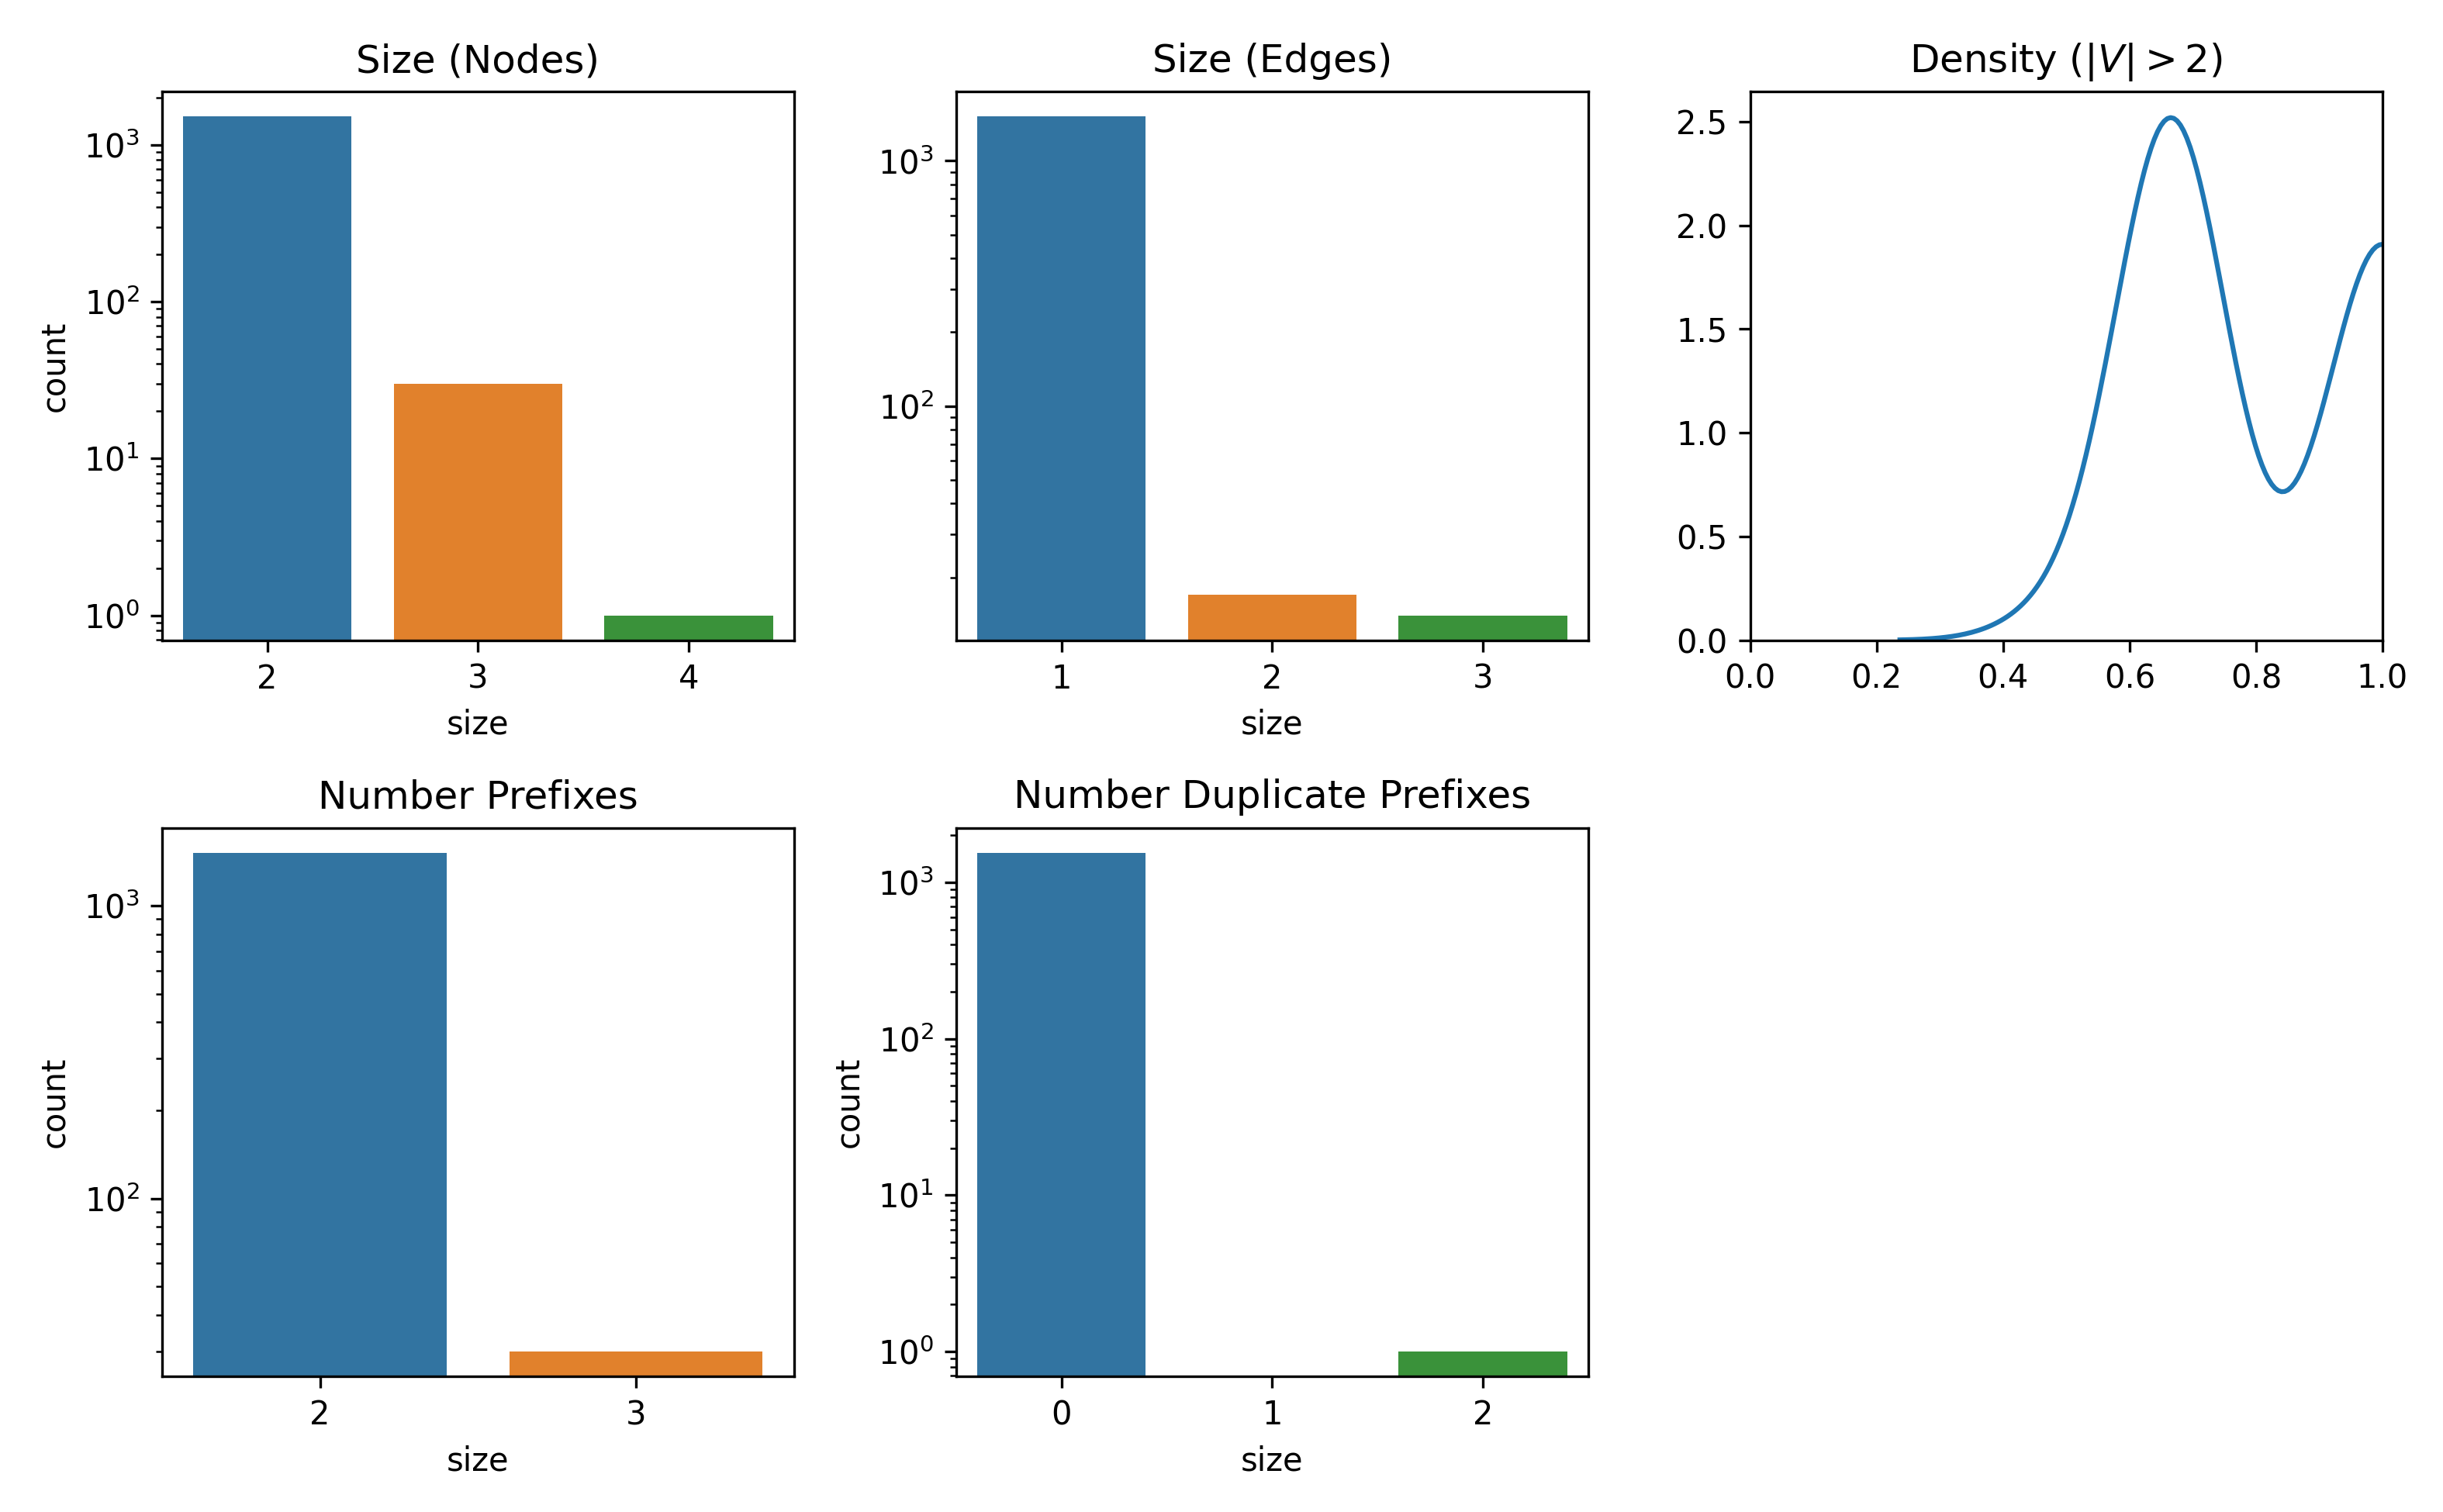 Size (Nodes)
10³
10²
10¹
10⁰
count
2 3 4
size
Size (Edges)
10³
10²
1 2 3
size
Density (|V| > 2)
2.5
2.0
1.5
1.0
0.5
0.0
0.0 0.2 0.4 0.6 0.8 1.0
Number Prefixes
10³
10²
count
2 3
size
Number Duplicate Prefixes
10³
10²
10¹
10⁰
count
0 1 2
size